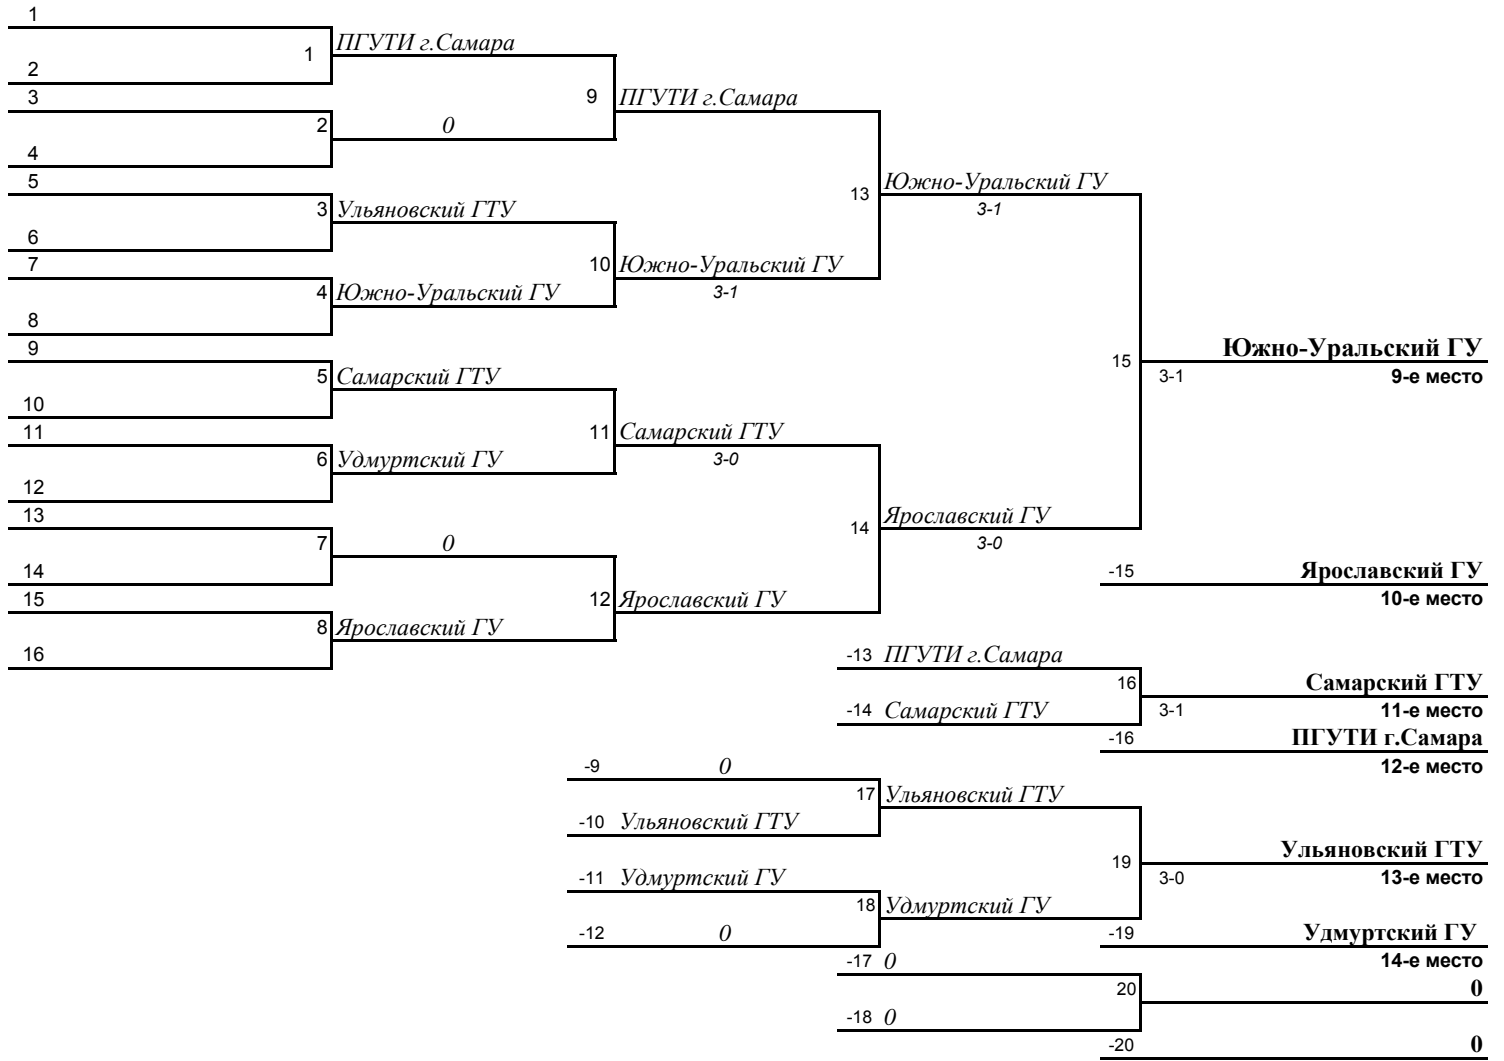 1
1 ПГУТИ г.Самара
2
3
9 ПГУТИ г.Самара
2 0
4
5
13 Южно-Уральский ГУ
3-1
3 Ульяновский ГТУ
6
7
10 Южно-Уральский ГУ
3-1
4 Южно-Уральский ГУ
8
9
15 Южно-Уральский ГУ
3-1 9-е место
5 Самарский ГТУ
10
11
11 Самарский ГТУ
3-0
6 Удмуртский ГУ
12
13
14 Ярославский ГУ
3-0
7 0
14
-15 Ярославский ГУ
10-е место
15
12 Ярославский ГУ
8 Ярославский ГУ
16
-13 ПГУТИ г.Самара
16 Самарский ГТУ
3-1 11-е место
-14 Самарский ГТУ
-16 ПГУТИ г.Самара
12-е место
-9 0
17 Ульяновский ГТУ
-10 Ульяновский ГТУ
19 Ульяновский ГТУ
3-0 13-е место
-11 Удмуртский ГУ
18 Удмуртский ГУ
-12 0
-19 Удмуртский ГУ
14-е место
-17 0
20 0
-18 0
-20 0